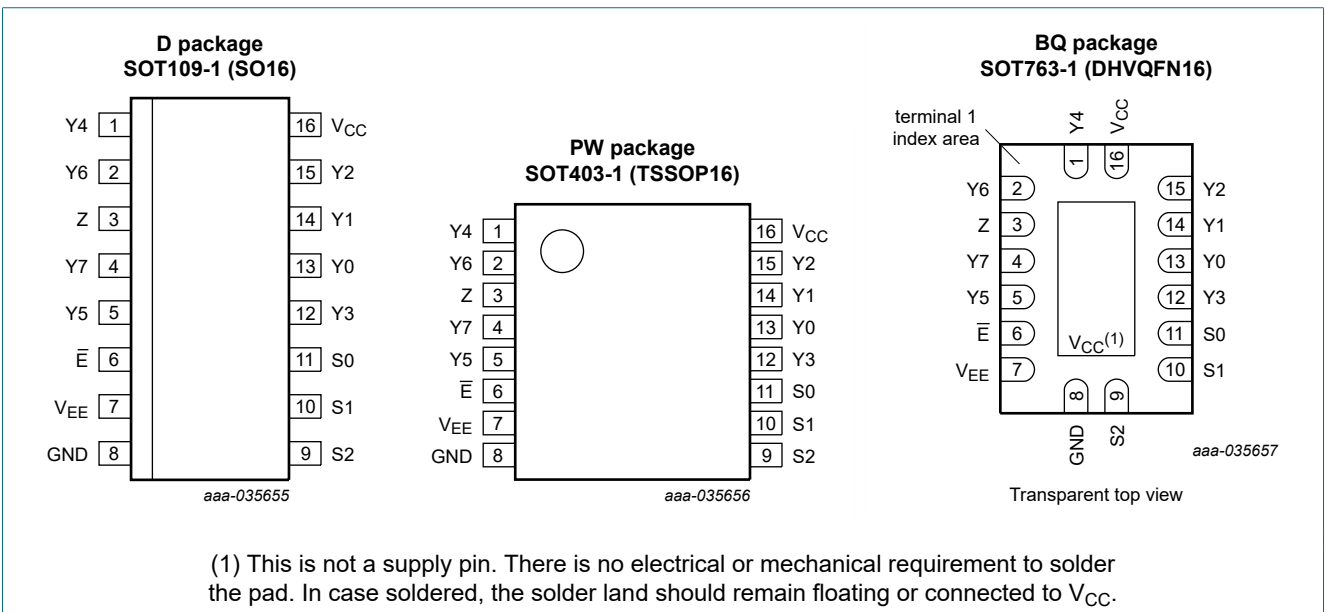 D package
SOT109-1 (SO16)
Y4 1 16 VCC
Y6 2 15 Y2
Z 3 14 Y1
Y7 4 13 Y0
Y5 5 12 Y3
E̅ 6 11 S0
VEE 7 10 S1
GND 8 9 S2
aaa-035655
PW package
SOT403-1 (TSSOP16)
Y4 1 16 VCC
Y6 2 15 Y2
Z 3 14 Y1
Y7 4 13 Y0
Y5 5 12 Y3
E̅ 6 11 S0
VEE 7 10 S1
GND 8 9 S2
aaa-035656
BQ package
SOT763-1 (DHVQFN16)
terminal 1
index area
Y4 VCC
1 16
Y6 2 15 Y2
Z 3 14 Y1
Y7 4 13 Y0
Y5 5 12 Y3
E̅ 6 11 S0
VCC(1)
VEE 7 10 S1
8 9
GND S2
aaa-035657
Transparent top view
(1) This is not a supply pin. There is no electrical or mechanical requirement to solder
the pad. In case soldered, the solder land should remain floating or connected to VCC.